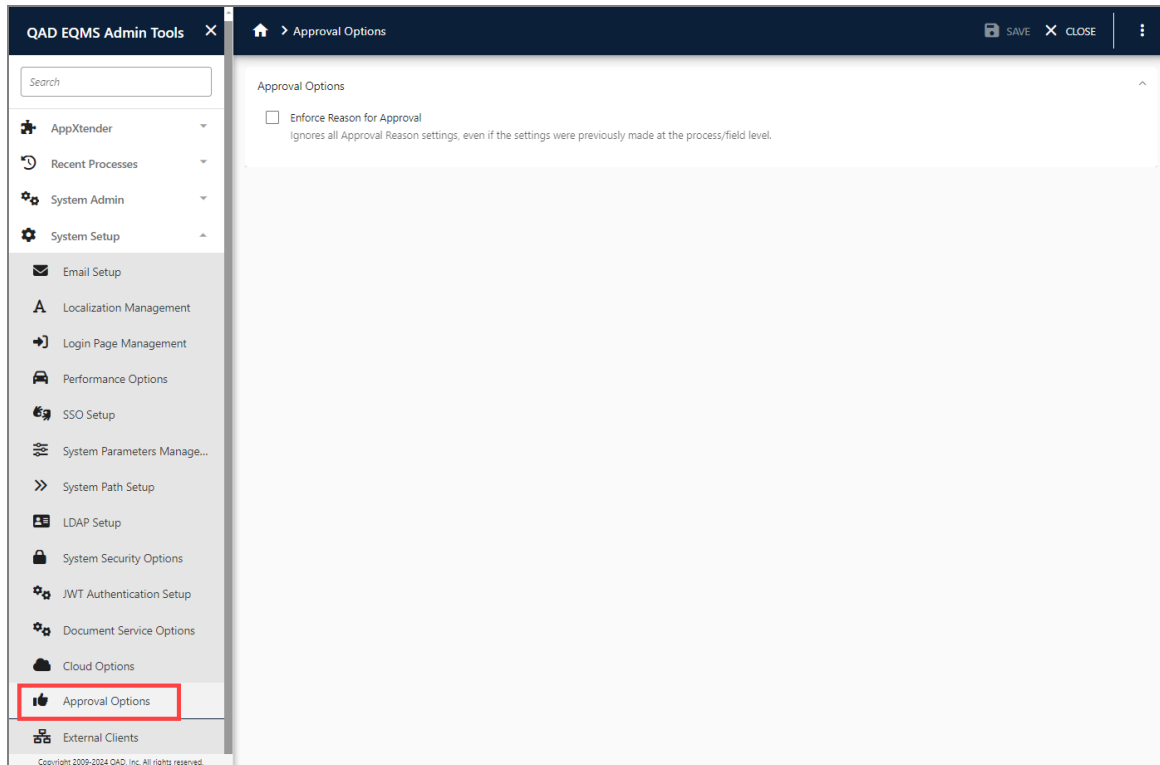 QAD EQMS Admin Tools
Approval Options
SAVE
CLOSE
Search
AppXtender
Recent Processes
System Admin
System Setup
Email Setup
Localization Management
Login Page Management
Performance Options
SSO Setup
System Parameters Manage...
System Path Setup
LDAP Setup
System Security Options
JWT Authentication Setup
Document Service Options
Cloud Options
Approval Options
External Clients
Copyright 2009-2024 QAD, Inc. All rights reserved.
Approval Options
Enforce Reason for Approval
Ignores all Approval Reason settings, even if the settings were previously made at the process/field level.